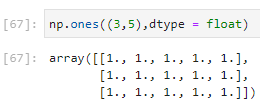 [67]: np.ones((3,5),dtype = float)
[67]: array([[1., 1., 1., 1., 1.],
[1., 1., 1., 1., 1.],
[1., 1., 1., 1., 1.]])